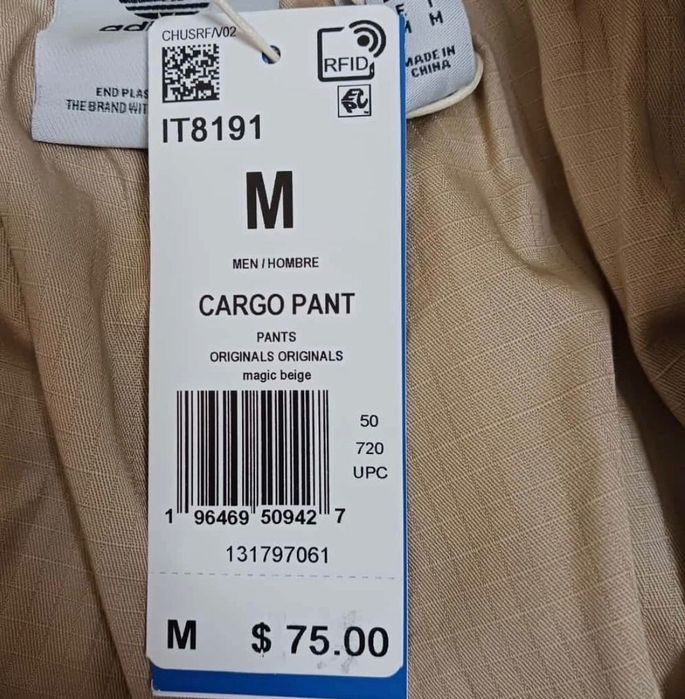 END PLAS
THE BRAND WIT
M
MADE IN
CHINA
CHUSRF/V02
RFID
IT8191
M
MEN / HOMBRE
CARGO PANT
PANTS
ORIGINALS ORIGINALS
magic beige
50
720
UPC
1 96469 50942 7
131797061
M $ 75.00